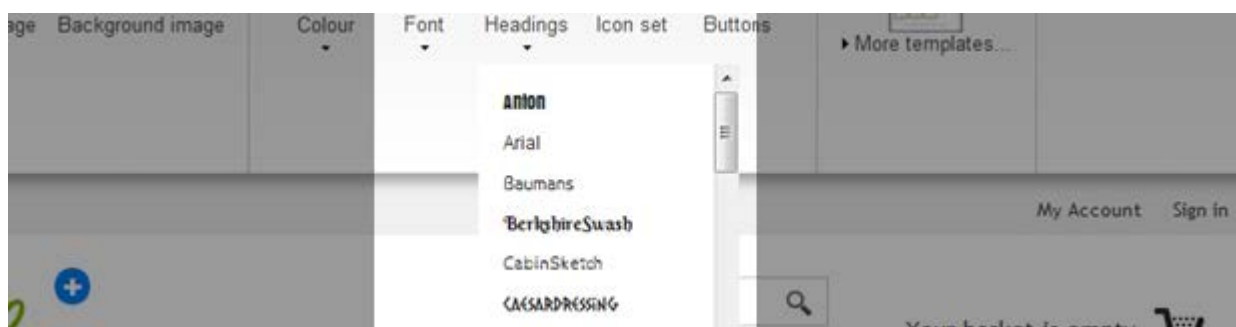 Background image Colour Font Headings Icon set Buttons
More templates...
Anton
Arial
Baumans
BerkshireSwash
My Account Sign in
CabinSketch
CAESARDRESSING